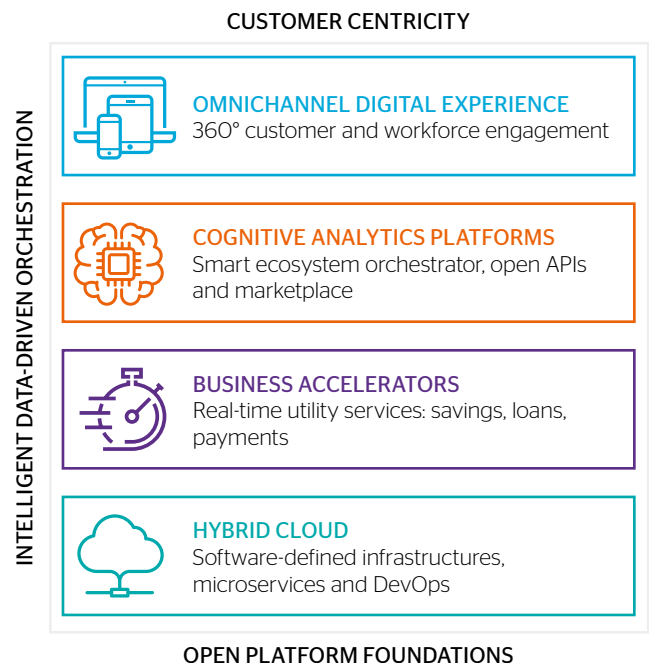 CUSTOMER CENTRICITY
INTELLIGENT DATA-DRIVEN ORCHESTRATION
OMNICHANNEL DIGITAL EXPERIENCE
360° customer and workforce engagement
COGNITIVE ANALYTICS PLATFORMS
Smart ecosystem orchestrator, open APIs
and marketplace
BUSINESS ACCELERATORS
Real-time utility services: savings, loans,
payments
HYBRID CLOUD
Software-defined infrastructures,
microservices and DevOps
OPEN PLATFORM FOUNDATIONS